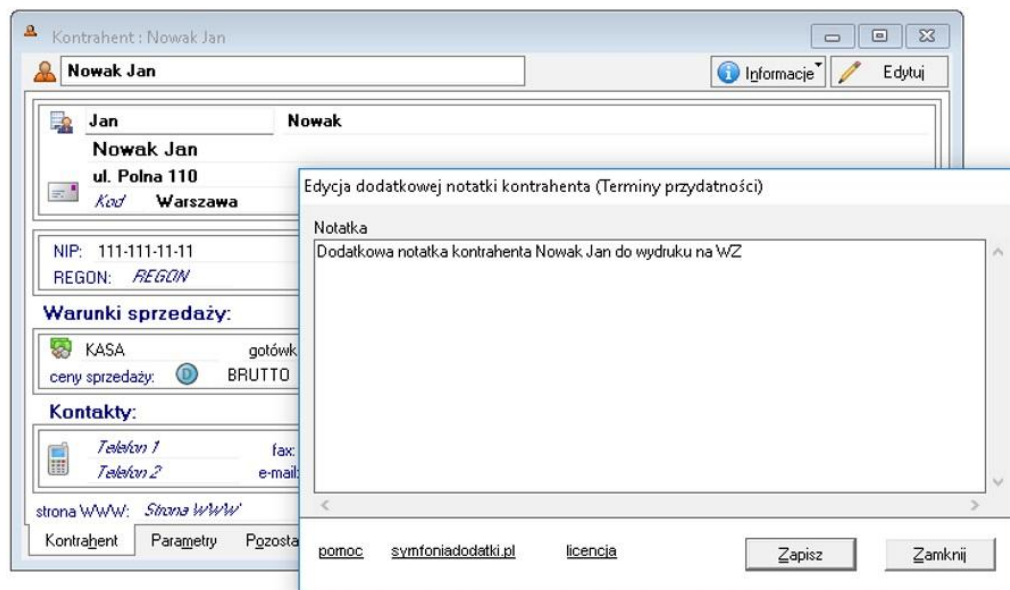 Kontrahent : Nowak Jan
Nowak Jan
Informacje
Edytuj
Jan Nowak
Nowak Jan
ul. Polna 110
Kod Warszawa
NIP: 111-111-11-11
REGON: REGON
Warunki sprzedaży:
KASA gotówk
ceny sprzedaży: D BRUTTO
Kontakty:
Telefon 1 fax:
Telefon 2 e-mail:
strona WWW: Strona WWW
Kontrahent Parametry Pozosta
Edycja dodatkowej notatki kontrahenta (Terminy przydatności)
Notatka
Dodatkowa notatka kontrahenta Nowak Jan do wydruku na WZ
pomoc symfoniadodatki.pl licencja Zapisz Zamknij